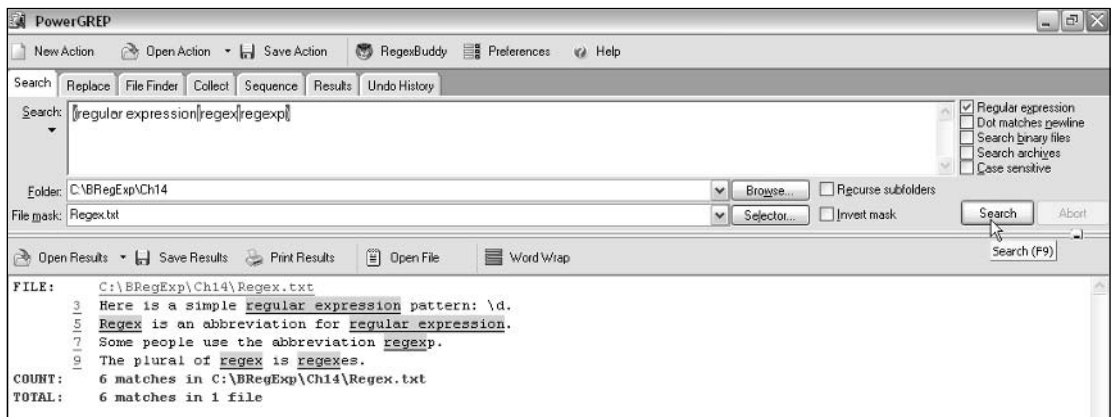 PowerGREP
New Action Open Action Save Action RegexBuddy Preferences Help
Search Replace File Finder Collect Sequence Results Undo History
Search: (regular expression|regex|regexp)
Regular expression
Dot matches newline
Search binary files
Search archives
Case sensitive
Folder: C:\BRegExp\Ch14 Browse... Recurse subfolders
File mask: Regex.txt Selector... Invert mask Search Abort
Search (F9)
Open Results Save Results Print Results Open File Word Wrap
FILE: C:\BRegExp\Ch14\Regex.txt
3 Here is a simple regular expression pattern: \d.
5 Regex is an abbreviation for regular expression.
7 Some people use the abbreviation regexp.
9 The plural of regex is regexes.
COUNT: 6 matches in C:\BRegExp\Ch14\Regex.txt
TOTAL: 6 matches in 1 file